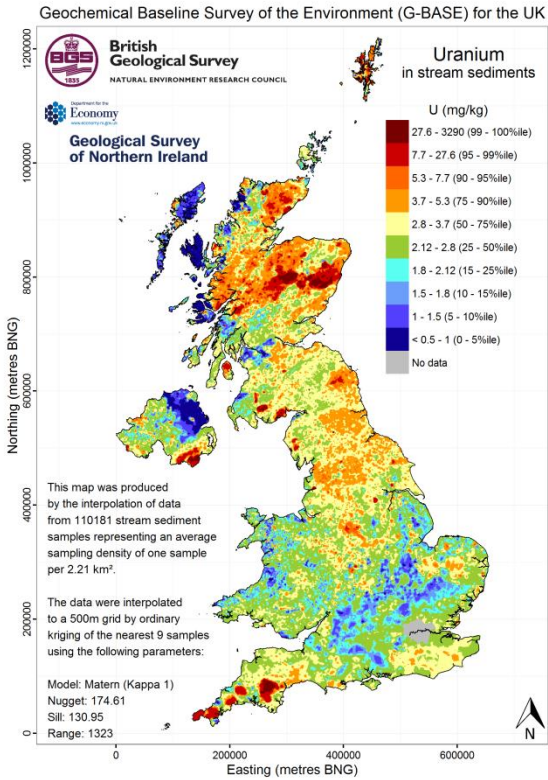 Geochemical Baseline Survey of the Environment (G-BASE) for the UK
BGS
1835
British
Geological Survey
NATURAL ENVIRONMENT RESEARCH COUNCIL
Department for the
Economy
www.economy-ni.gov.uk
Geological Survey
of Northern Ireland
Uranium
in stream sediments
U (mg/kg)
27.6 - 3290 (99 - 100%ile)
7.7 - 27.6 (95 - 99%ile)
5.3 - 7.7 (90 - 95%ile)
3.7 - 5.3 (75 - 90%ile)
2.8 - 3.7 (50 - 75%ile)
2.12 - 2.8 (25 - 50%ile)
1.8 - 2.12 (15 - 25%ile)
1.5 - 1.8 (10 - 15%ile)
1 - 1.5 (5 - 10%ile)
< 0.5 - 1 (0 - 5%ile)
No data
This map was produced
by the interpolation of data
from 110181 stream sediment
samples representing an average
sampling density of one sample
per 2.21 km².
The data were interpolated
to a 500m grid by ordinary
kriging of the nearest 9 samples
using the following parameters:
Model: Matern (Kappa 1)
Nugget: 174.61
Sill: 130.95
Range: 1323
N
Northing (metres BNG)
1200000
1000000
800000
600000
400000
200000
0
0
200000
400000
600000
Easting (metres BNG)